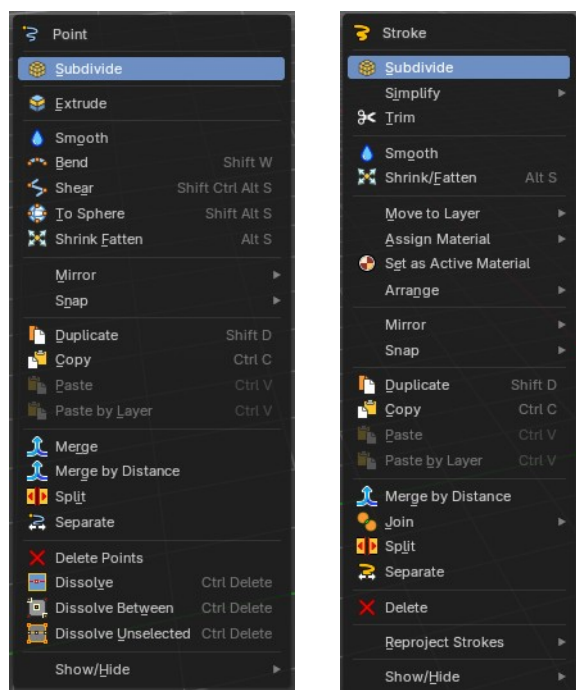 Point
Subdivide
Extrude
Smooth
Bend Shift W
Shear Shift Ctrl Alt S
To Sphere Shift Alt S
Shrink Fatten Alt S
Mirror
Snap
Duplicate Shift D
Copy Ctrl C
Paste Ctrl V
Paste by Layer Ctrl V
Merge
Merge by Distance
Split
Separate
Delete Points
Dissolve Ctrl Delete
Dissolve Between Ctrl Delete
Dissolve Unselected Ctrl Delete
Show/Hide
Stroke
Subdivide
Simplify
Trim
Smooth
Shrink/Fatten Alt S
Move to Layer
Assign Material
Set as Active Material
Arrange
Mirror
Snap
Duplicate Shift D
Copy Ctrl C
Paste Ctrl V
Paste by Layer Ctrl V
Merge by Distance
Join
Split
Separate
Delete
Reproject Strokes
Show/Hide